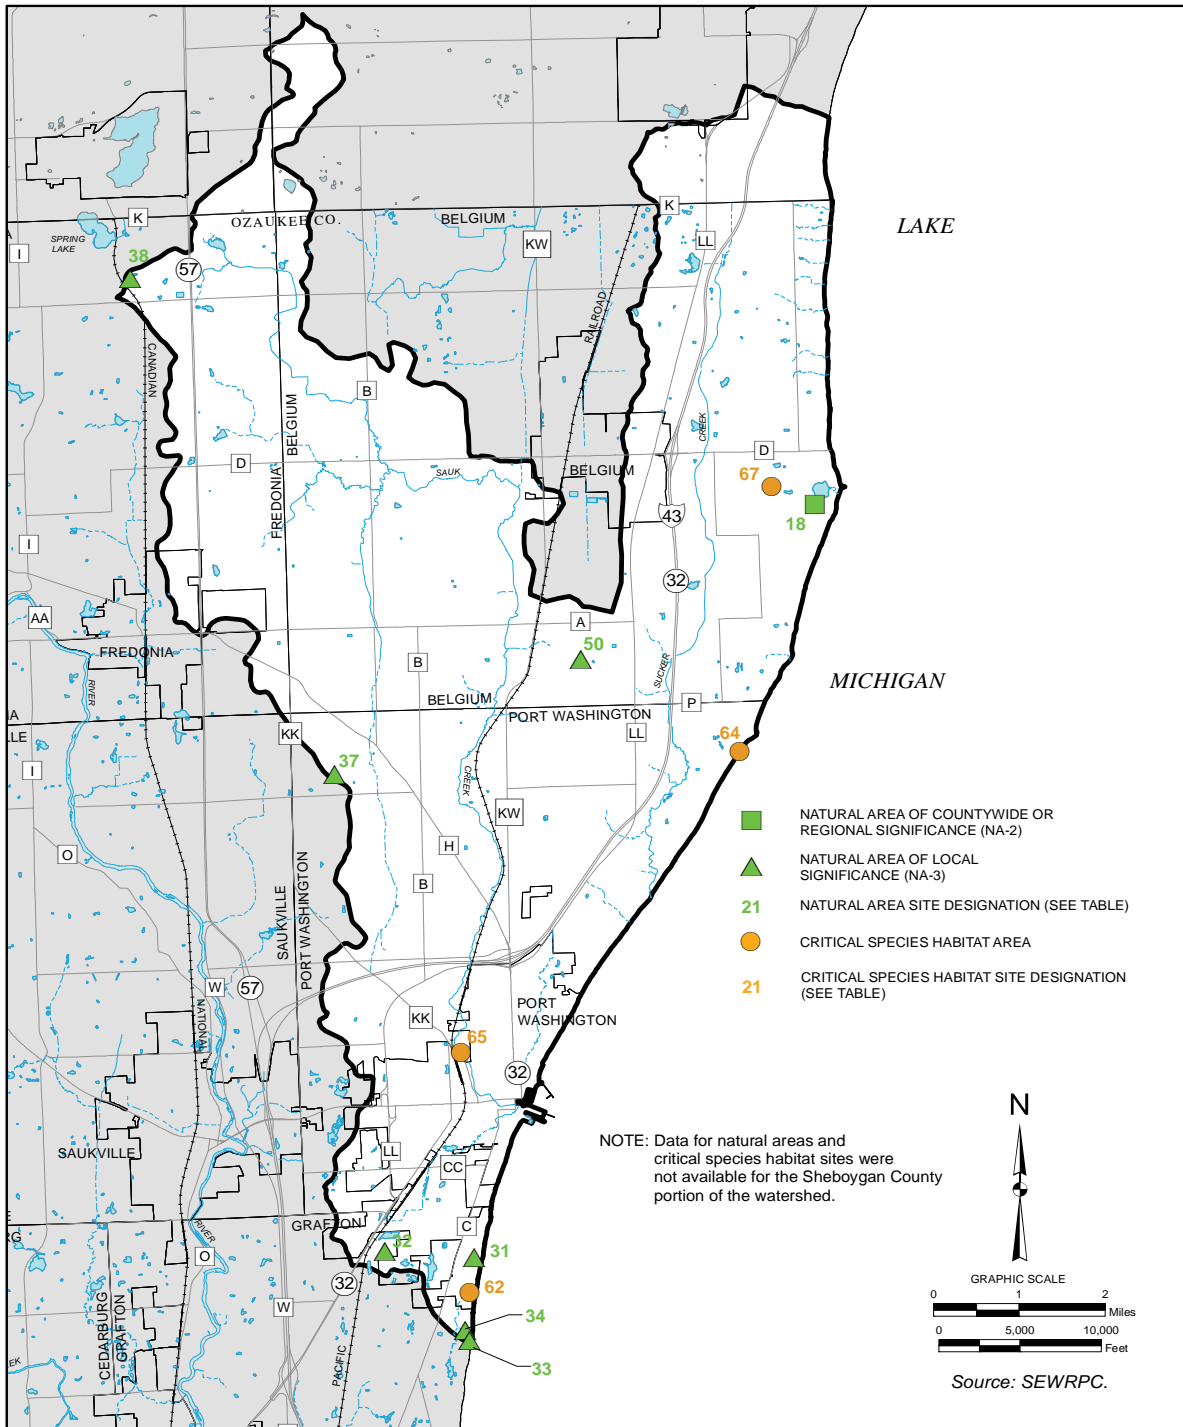 LAKE
K
OZAUKEE CO.
BELGIUM
K
A
I
SPRING
LAKE
KW
LL
38
57
RAILROAD
CANADIAN
B
BELGIUM
FREDONIA
CREEK
D
SAUK
BELGIUM
D
67
18
43
I
32
AA
A
FREDONIA
50
B
RIVER
SUCKER
MICHIGAN
BELGIUM
P
PORT WASHINGTON
IA
LLE
KK
LL
64
I
37
CREEK
KW
NATURAL AREA OF COUNTYWIDE OR
REGIONAL SIGNIFICANCE (NA-2)
H
O
NATURAL AREA OF LOCAL
SIGNIFICANCE (NA-3)
B
SAUKVILLE
PORT WASHINGTON
21
NATURAL AREA SITE DESIGNATION (SEE TABLE)
CRITICAL SPECIES HABITAT AREA
W
57
21
CRITICAL SPECIES HABITAT SITE DESIGNATION
(SEE TABLE)
NATIONAL
KK
PORT
WASHINGTON
65
32
N
NOTE: Data for natural areas and
critical species habitat sites were
not available for the Sheboygan County
portion of the watershed.
SAUKVILLE
LL
CC
E
RG
RIVER
GRAFTON
C
O
32
31
32
62
W
CEDARBURG
GRAFTON
34
33
PACIFIC
EK
GRAPHIC SCALE
0 1 2
Miles
0 5,000 10,000
Feet
Source: SEWRPC.